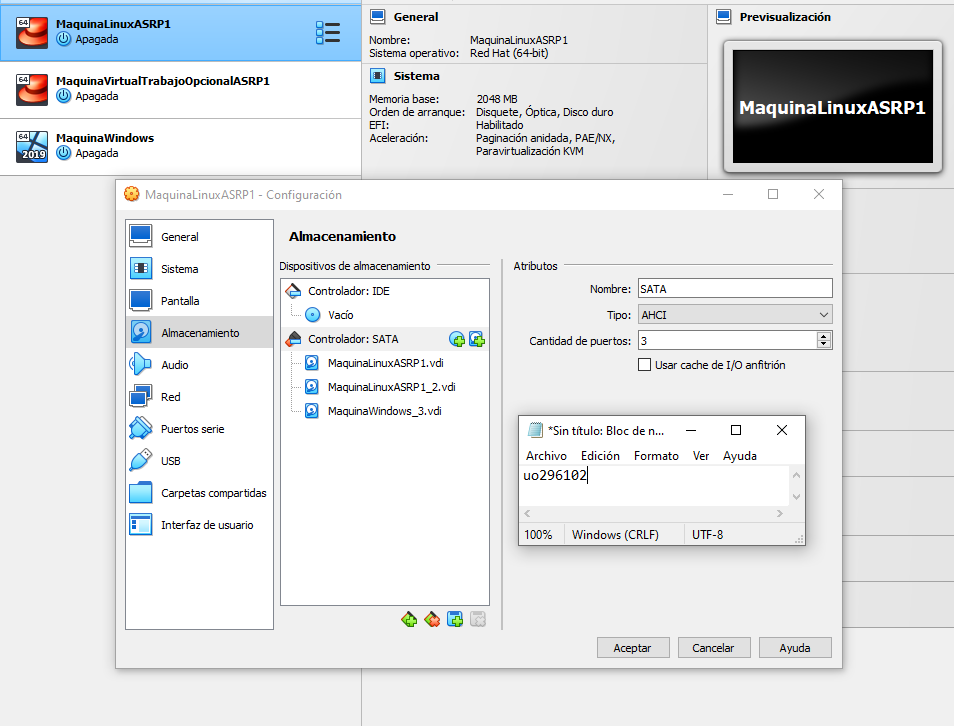 64
MaquinaLinuxASRP1
Apagada
64
MaquinaVirtualTrabajoOpcionalASRP1
Apagada
64
2019
MaquinaWindows
Apagada
General
Nombre: MaquinaLinuxASRP1
Sistema operativo: Red Hat (64-bit)
Sistema
Memoria base: 2048 MB
Orden de arranque: Disquete, Óptica, Disco duro
EFI: Habilitado
Aceleración: Paginación anidada, PAE/NX,
Paravirtualización KVM
Previsualización
MaquinaLinuxASRP1
MaquinaLinuxASRP1 - Configuración
General
Sistema
Pantalla
Almacenamiento
Audio
Red
Puertos serie
USB
Carpetas compartidas
Interfaz de usuario
Almacenamiento
Dispositivos de almacenamiento
Controlador: IDE
Vacío
Controlador: SATA
MaquinaLinuxASRP1.vdi
MaquinaLinuxASRP1_2.vdi
MaquinaWindows_3.vdi
Atributos
Nombre: SATA
Tipo: AHCI
Cantidad de puertos: 3
Usar cache de I/O anfitrión
*Sin título: Bloc de n...
Archivo Edición Formato Ver Ayuda
uo296102
100% Windows (CRLF) UTF-8
Aceptar Cancelar Ayuda